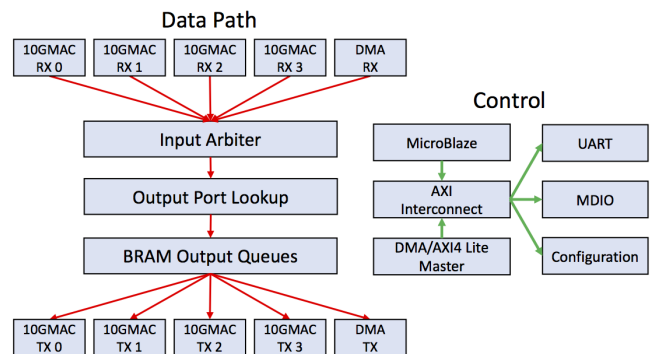 Data Path
10GMAC
RX 0
10GMAC
RX 1
10GMAC
RX 2
10GMAC
RX 3
DMA
RX
Input Arbiter
Output Port Lookup
BRAM Output Queues
10GMAC
TX 0
10GMAC
TX 1
10GMAC
TX 2
10GMAC
TX 3
DMA
TX
Control
MicroBlaze
AXI
Interconnect
DMA/AXI4 Lite
Master
UART
MDIO
Configuration